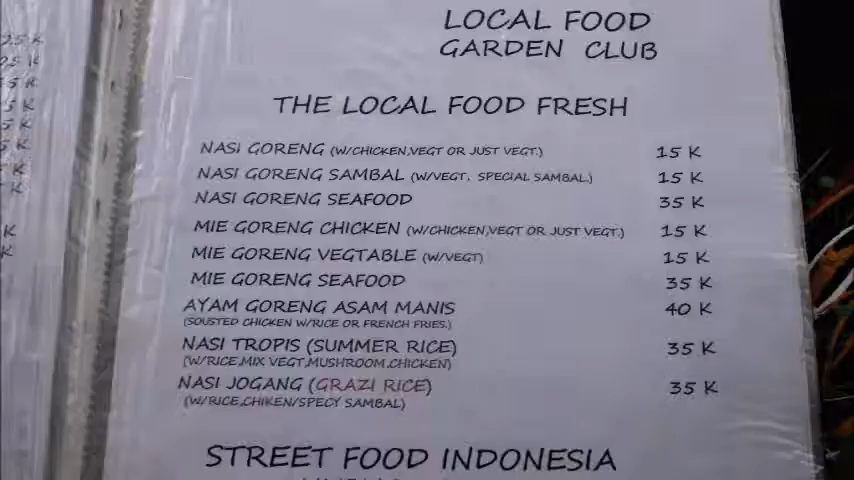 LOCAL FOOD
GARDEN CLUB
THE LOCAL FOOD FRESH
NASI GORENG (W/CHICKEN,VEGT OR JUST VEGT.) 15 K
NASI GORENG SAMBAL (W/VEGT, SPECIAL SAMBAL.) 15 K
NASI GORENG SEAFOOD 35 K
MIE GORENG CHICKEN (W/CHICKEN,VEGT OR JUST VEGT.) 15 K
MIE GORENG VEGTABLE (W/VEGT) 15 K
MIE GORENG SEAFOOD 35 K
AYAM GORENG ASAM MANIS 40 K
(SOUSTED CHICKEN W/RICE OR FRENCH FRIES.)
NASI TROPIS (SUMMER RICE) 35 K
(W/RICE,MIX VEGT,MUSHROOM,CHICKEN)
NASI JOGANG (GRAZI RICE) 35 K
(W/RICE,CHIKEN/SPECY SAMBAL)
STREET FOOD INDONESIA